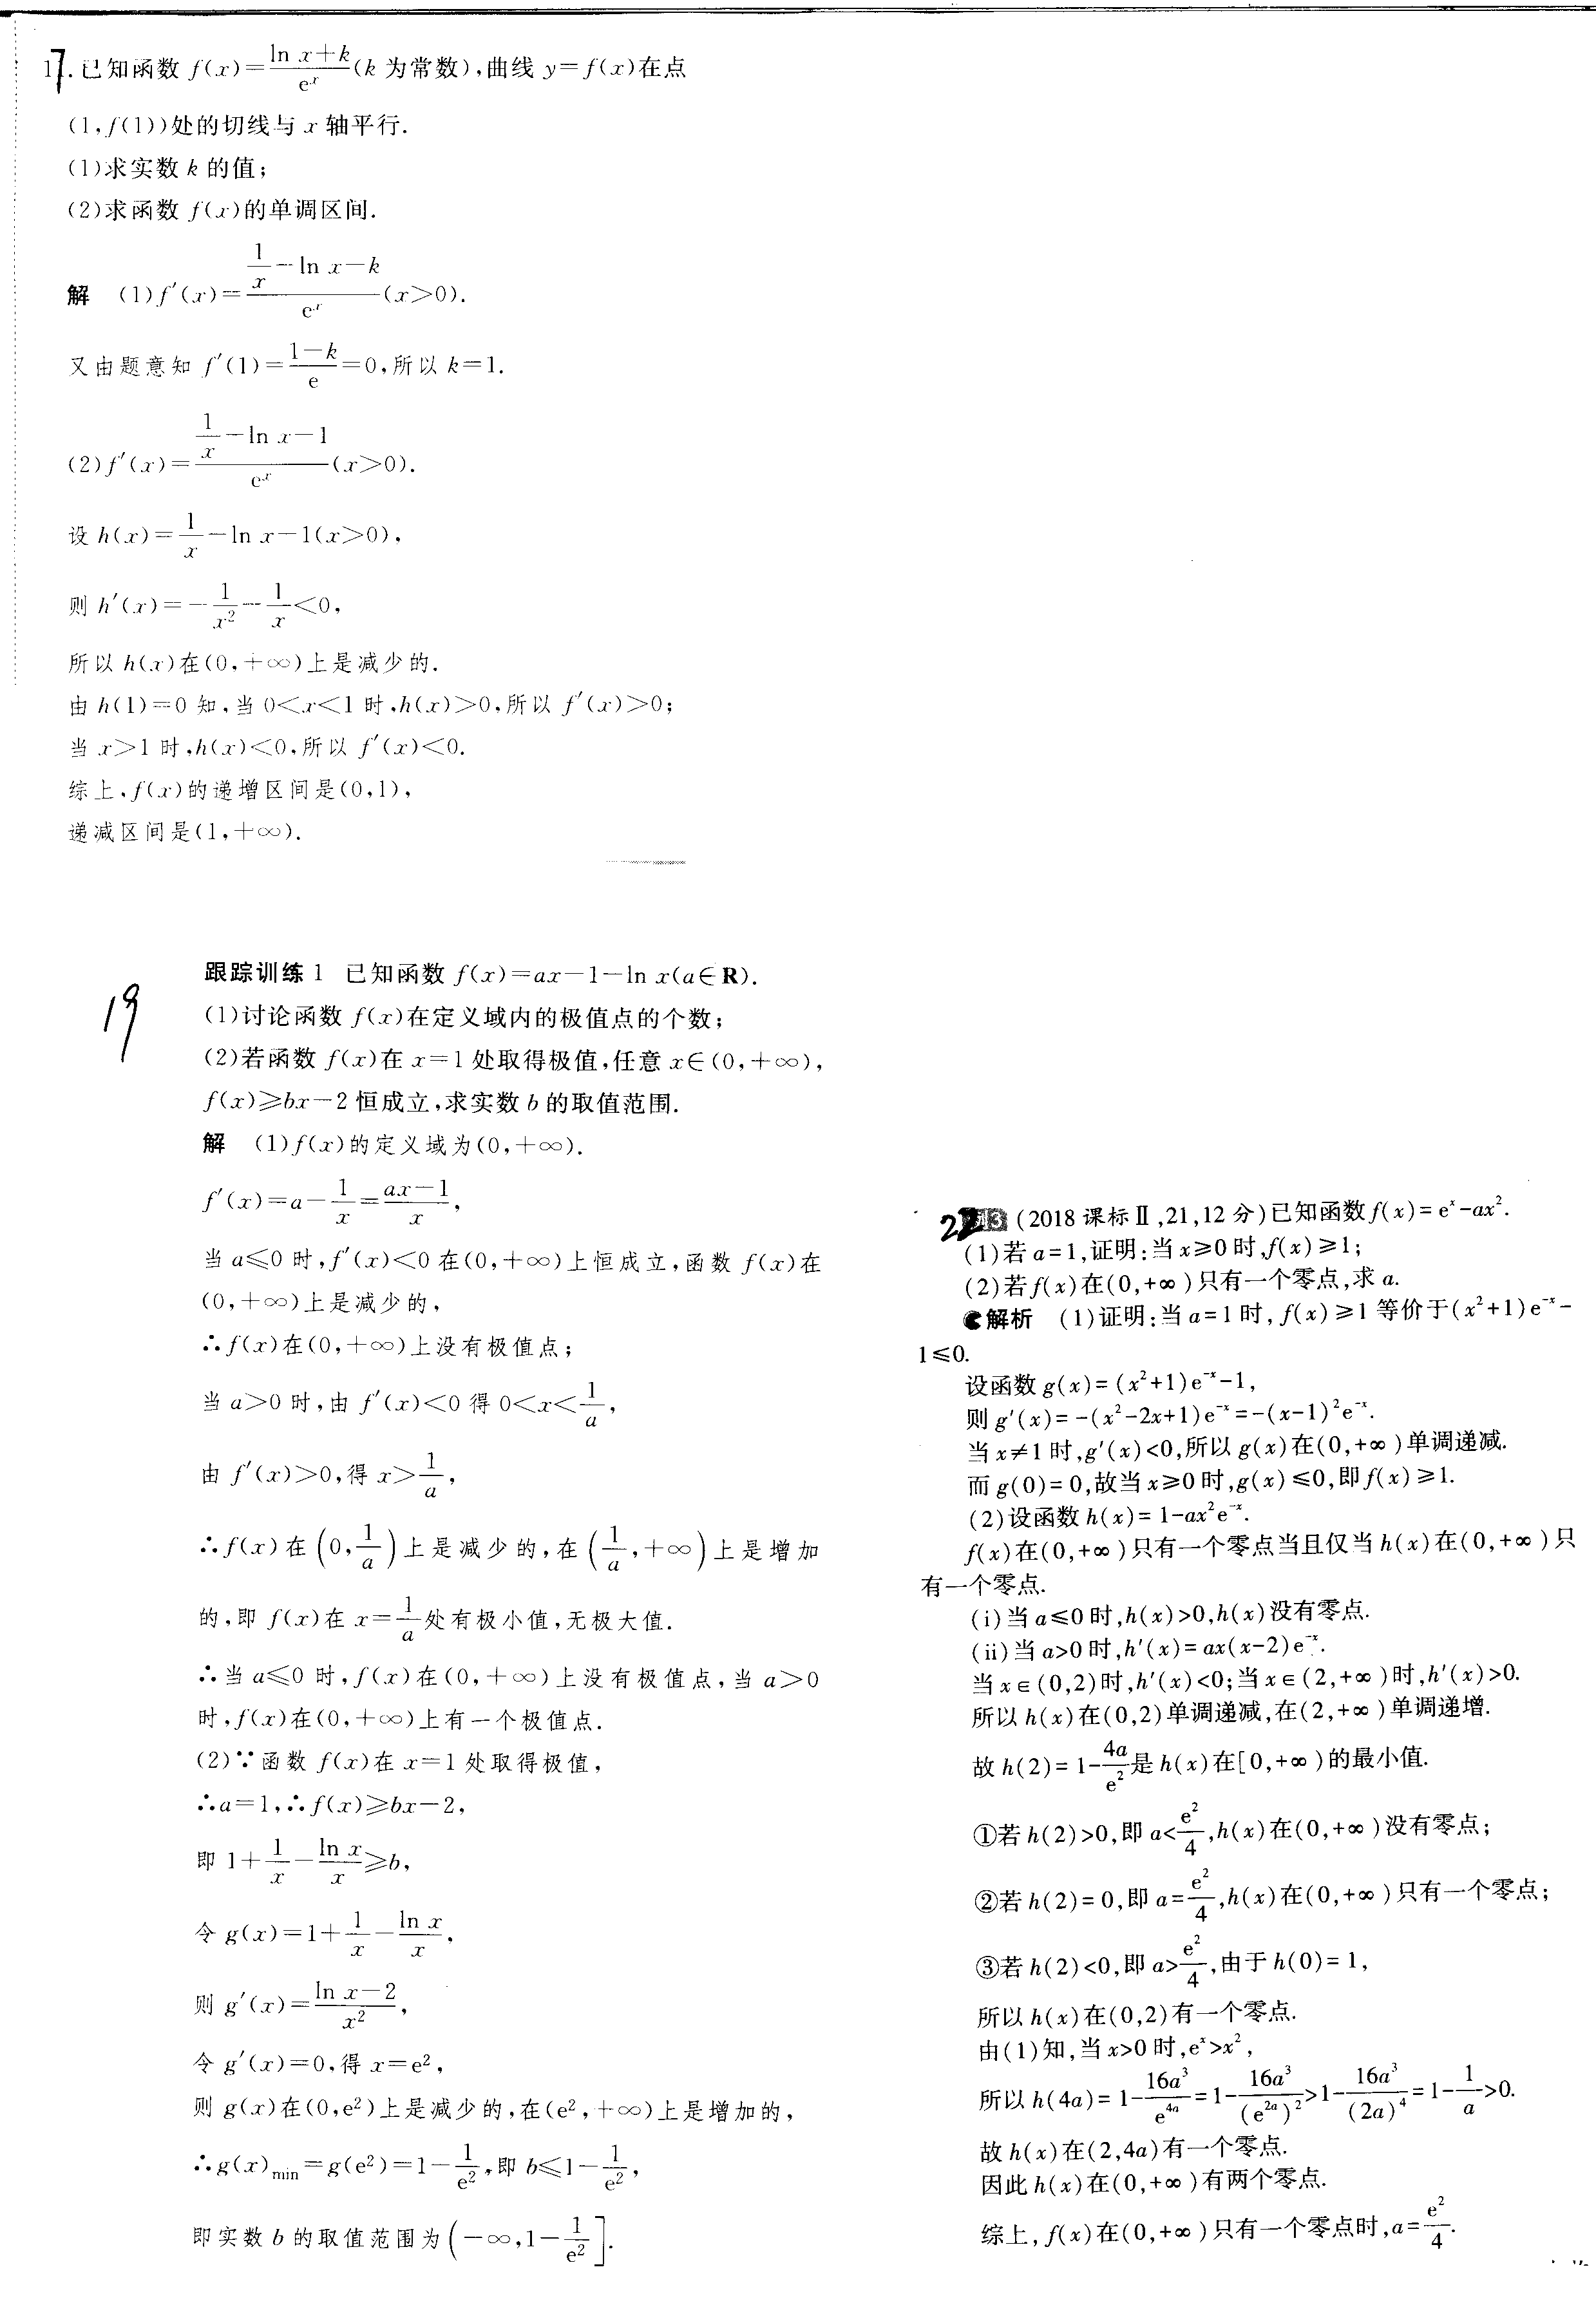 17.已知函数 f(x)=(ln x+k)/e^x(k 为常数),曲线 y=f(x)在点
(1,f(1))处的切线与 x 轴平行.
(1)求实数 k 的值;
(2)求函数 f(x)的单调区间.
解 (1)f′(x)=(1/x-ln x-k)/e^x(x>0).
又由题意知 f′(1)=(1-k)/e=0,所以 k=1.
(2)f′(x)=(1/x-ln x-1)/e^x(x>0).
设 h(x)=1/x-ln x-1(x>0),
则 h′(x)=-1/x²-1/x<0,
所以 h(x)在(0,+∞)上是减少的.
由 h(1)=0 知,当 0<x<1 时,h(x)>0,所以 f′(x)>0;
当 x>1 时,h(x)<0,所以 f′(x)<0.
综上,f(x)的递增区间是(0,1),
递减区间是(1,+∞).
19
跟踪训练 1 已知函数 f(x)=ax-1-ln x(a∈R).
(1)讨论函数 f(x)在定义域内的极值点的个数;
(2)若函数 f(x)在 x=1 处取得极值,任意 x∈(0,+∞),
f(x)≥bx-2 恒成立,求实数 b 的取值范围.
解 (1)f(x)的定义域为(0,+∞).
f′(x)=a-1/x=(ax-1)/x,
当 a≤0 时,f′(x)<0 在(0,+∞)上恒成立,函数 f(x)在
(0,+∞)上是减少的,
∴f(x)在(0,+∞)上没有极值点;
当 a>0 时,由 f′(x)<0 得 0<x<1/a,
由 f′(x)>0,得 x>1/a,
∴f(x)在(0,1/a)上是减少的,在(1/a,+∞)上是增加
的,即 f(x)在 x=1/a处有极小值,无极大值.
∴当 a≤0 时,f(x)在(0,+∞)上没有极值点,当 a>0
时,f(x)在(0,+∞)上有一个极值点.
(2)∵函数 f(x)在 x=1 处取得极值,
∴a=1,∴f(x)≥bx-2,
即 1+1/x-ln x/x≥b,
令 g(x)=1+1/x-ln x/x,
则 g′(x)=(ln x-2)/x²,
令 g′(x)=0,得 x=e²,
则 g(x)在(0,e²)上是减少的,在(e²,+∞)上是增加的,
∴g(x)min=g(e²)=1-1/e²,即 b≤1-1/e²,
即实数 b 的取值范围为(-∞,1-1/e²].
22 (2018 课标Ⅱ,21,12 分)已知函数f(x)=e^x-ax².
(1)若 a=1,证明:当 x≥0 时,f(x)≥1;
(2)若f(x)在(0,+∞)只有一个零点,求 a.
解析 (1)证明:当 a=1 时, f(x)≥1 等价于(x²+1)e^-x-
1≤0.
设函数 g(x)=(x²+1)e^-x-1,
则 g′(x)=-(x²-2x+1)e^-x=-(x-1)²e^-x.
当 x≠1 时,g′(x)<0,所以 g(x)在(0,+∞)单调递减.
而 g(0)=0,故当 x≥0 时,g(x)≤0,即 f(x)≥1.
(2)设函数 h(x)=1-ax²e^-x.
f(x)在(0,+∞)只有一个零点当且仅当 h(x)在(0,+∞)只
有一个零点.
(i)当 a≤0 时,h(x)>0,h(x)没有零点.
(ii)当 a>0 时,h′(x)=ax(x-2)e^-x.
当 x∈(0,2)时,h′(x)<0;当 x∈(2,+∞)时,h′(x)>0.
所以 h(x)在(0,2)单调递减,在(2,+∞)单调递增.
故 h(2)=1-4a/e²是 h(x)在[0,+∞)的最小值.
①若 h(2)>0,即 a<e²/4,h(x)在(0,+∞)没有零点;
②若 h(2)=0,即 a=e²/4,h(x)在(0,+∞)只有一个零点;
③若 h(2)<0,即 a>e²/4,由于 h(0)=1,
所以 h(x)在(0,2)有一个零点.
由(1)知,当 x>0 时,e^x>x²,
所以 h(4a)=1-16a³/e^4a=1-16a³/(e^2a)²>1-16a³/(2a)⁴=1-1/a>0.
故 h(x)在(2,4a)有一个零点.
因此 h(x)在(0,+∞)有两个零点.
综上, f(x)在(0,+∞)只有一个零点时,a=e²/4.